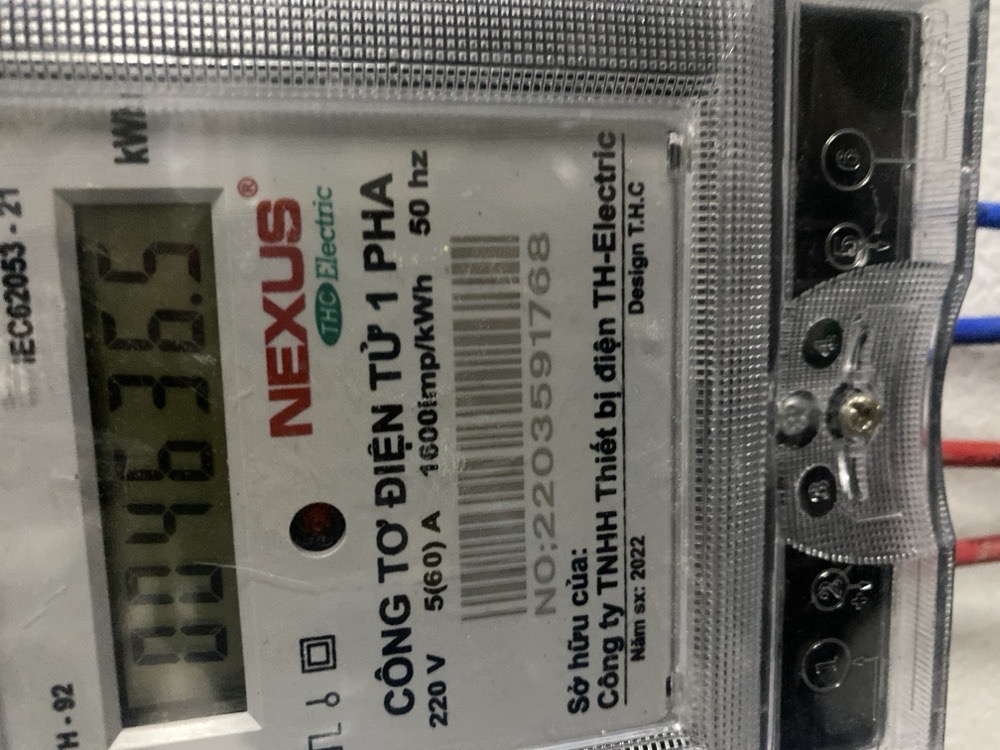 IEC62053 - 21
TH - 92
004636.5
kWh
NEXUS®
THC Electric
CÔNG TƠ ĐIỆN TỬ 1 PHA
220 V 5(60) A 1600imp/kWh 50 hz
NO:2203591768
Sở hữu của:
Công ty TNHH Thiết bị điện TH-Electric
Năm sx: 2022 Design T.H.C
1 2 3 4 5 6